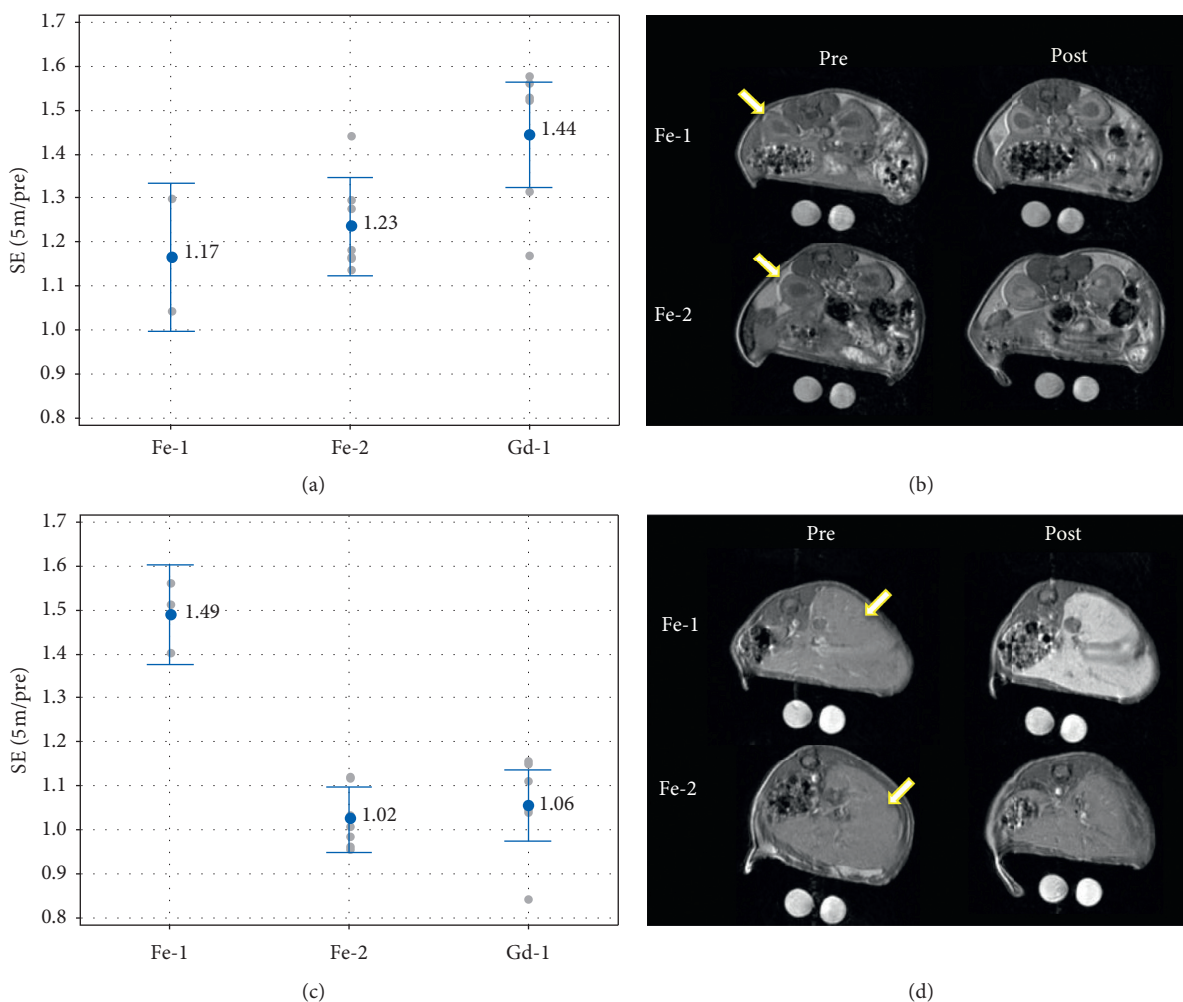 1.7
1.6
1.5
1.4
1.3
1.2
1.1
1.0
0.9
0.8
SE (5m/pre)
1.17
1.23
1.44
Fe-1
Fe-2
Gd-1
(a)
Pre
Post
Fe-1
Fe-2
(b)
1.7
1.6
1.5
1.4
1.3
1.2
1.1
1.0
0.9
0.8
SE (5m/pre)
1.49
1.02
1.06
Fe-1
Fe-2
Gd-1
(c)
Pre
Post
Fe-1
Fe-2
(d)